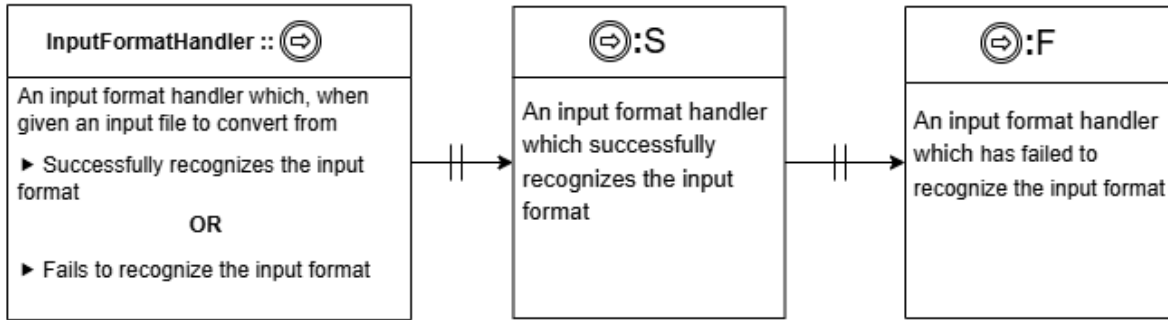 InputFormatHandler ::
An input format handler which, when
given an input file to convert from
► Successfully recognizes the input
format
OR
► Fails to recognize the input format
:S
An input format handler
which successfully
recognizes the input
format
:F
An input format handler
which has failed to
recognize the input format